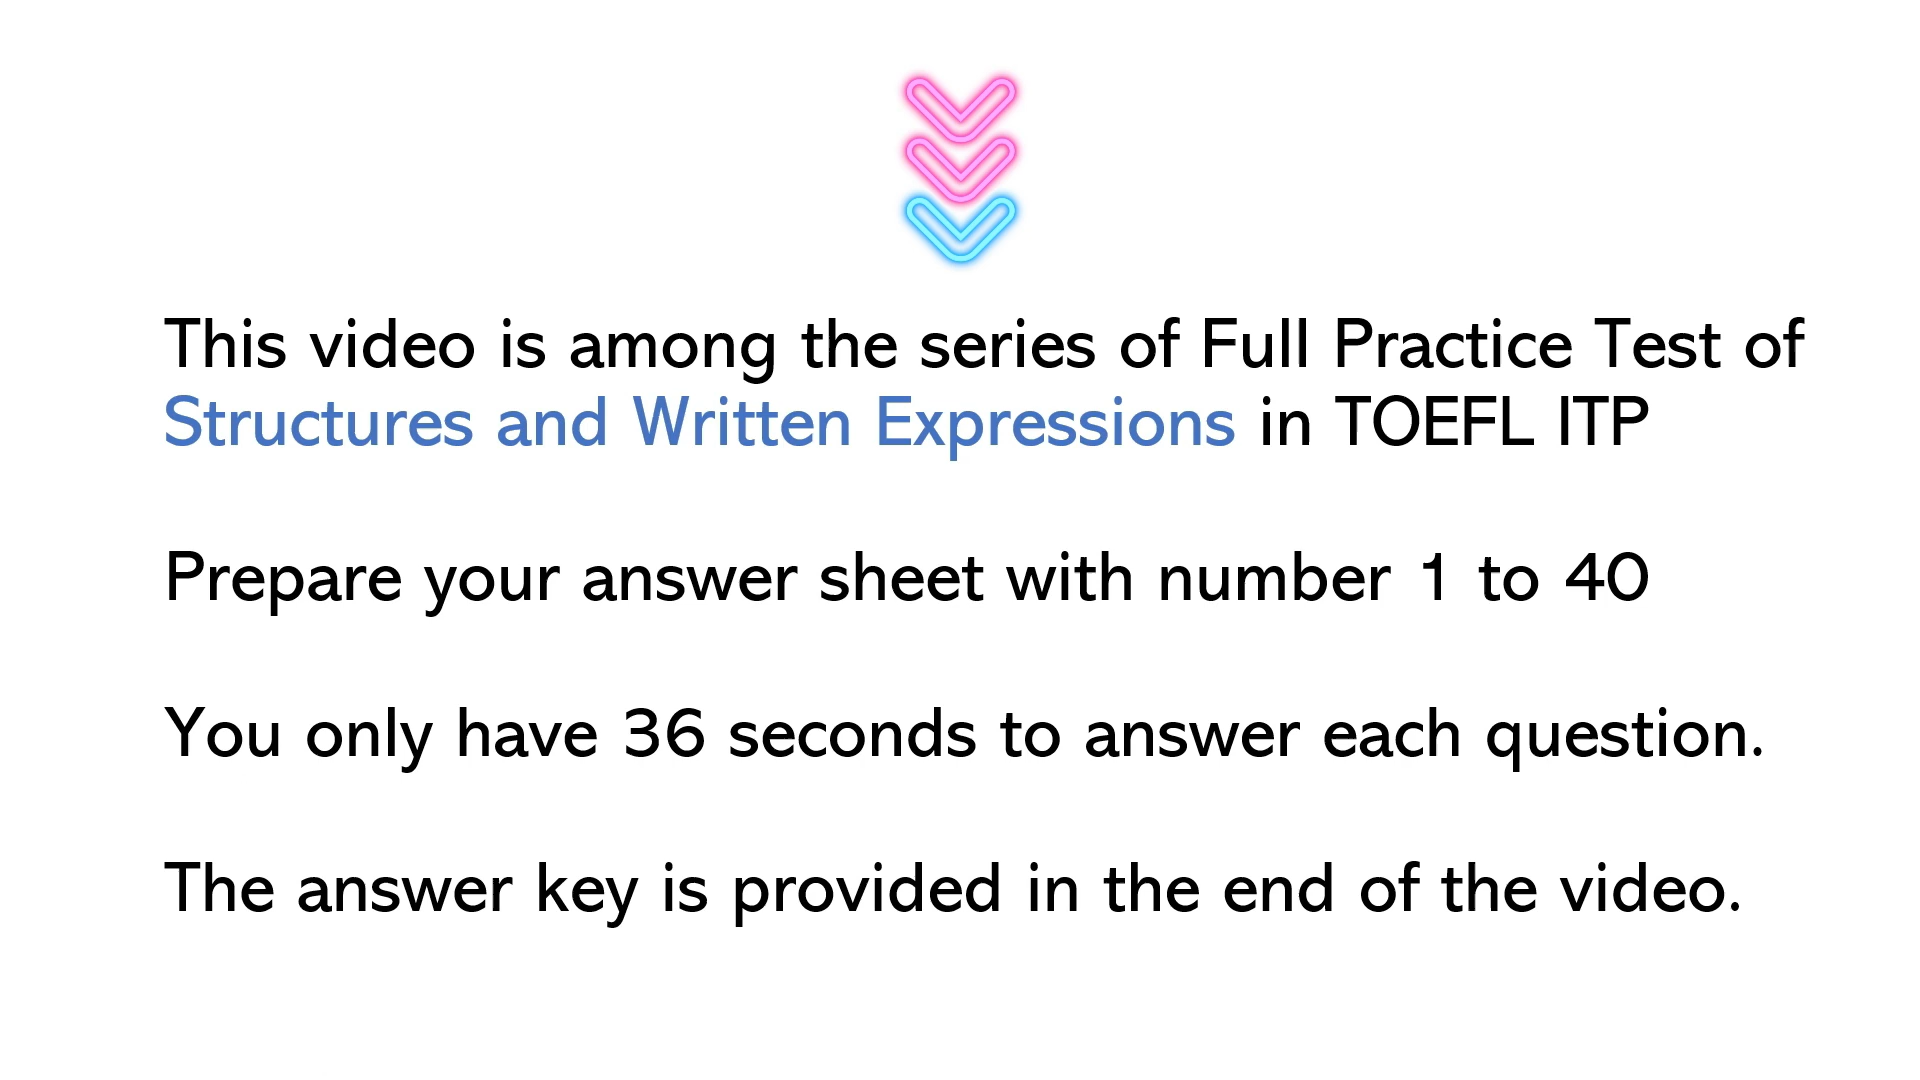 This video is among the series of Full Practice Test of
Structures and Written Expressions in TOEFL ITP
Prepare your answer sheet with number 1 to 40
You only have 36 seconds to answer each question.
The answer key is provided in the end of the video.